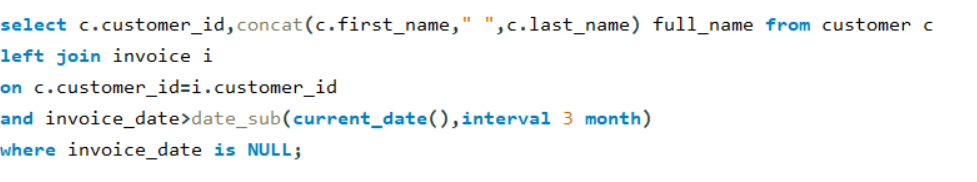 select c.customer_id,concat(c.first_name," ",c.last_name) full_name from customer c
left join invoice i
on c.customer_id=i.customer_id
and invoice_date>date_sub(current_date(),interval 3 month)
where invoice_date is NULL;